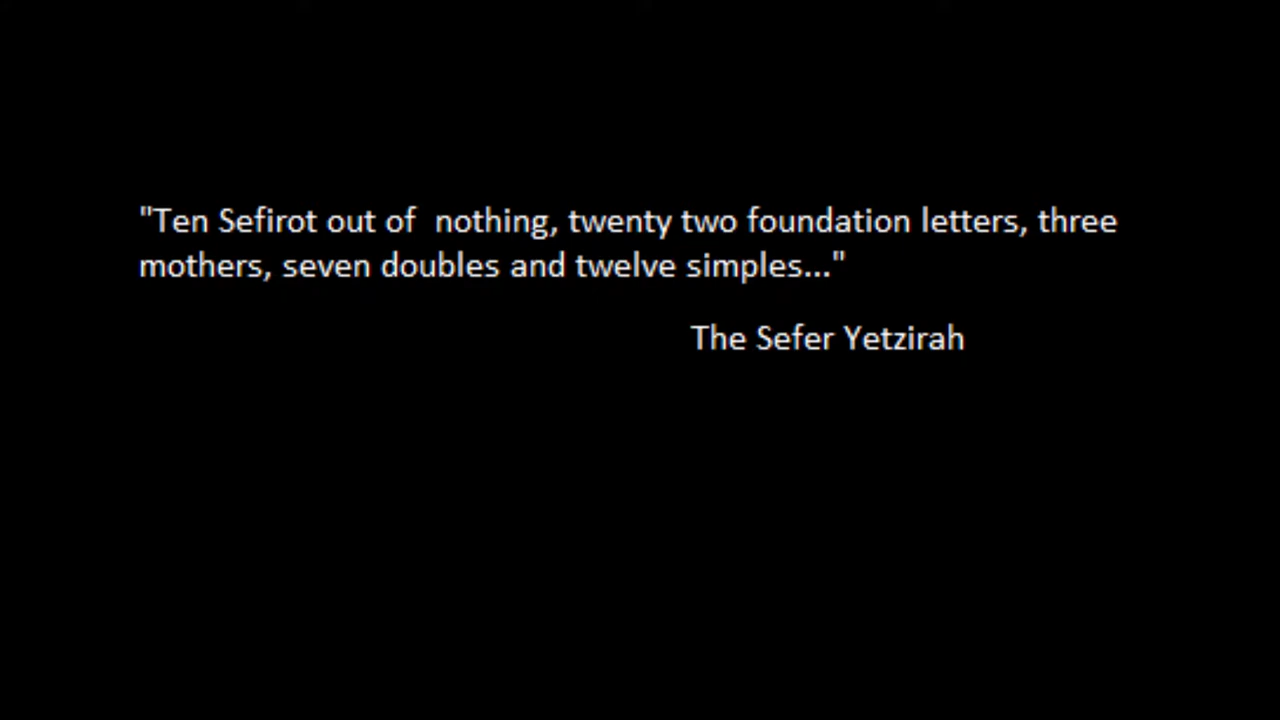 "Ten Sefirot out of  nothing, twenty two foundation letters, three
mothers, seven doubles and twelve simples..."
The Sefer Yetzirah